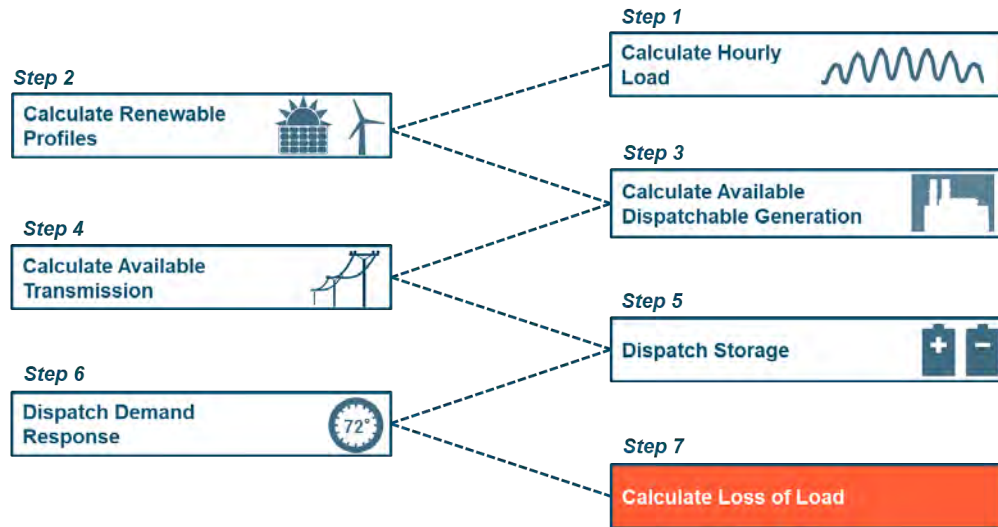 Step 1
Calculate Hourly
Load
Step 2
Calculate Renewable
Profiles
Step 3
Calculate Available
Dispatchable Generation
Step 4
Calculate Available
Transmission
Step 5
Dispatch Storage
+ −
Step 6
Dispatch Demand
Response
72°
Step 7
Calculate Loss of Load